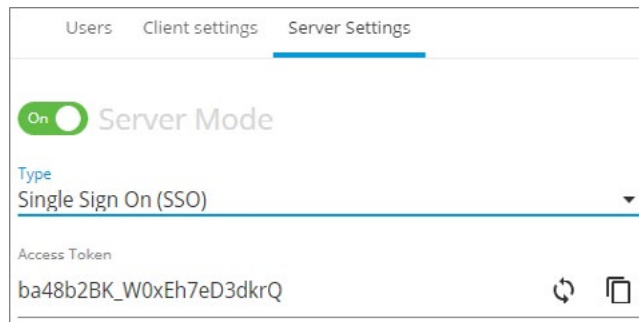 Users Client settings Server Settings
On Server Mode
Type
Single Sign On (SSO)
Access Token
ba48b2BK_W0xEh7eD3dkrQ